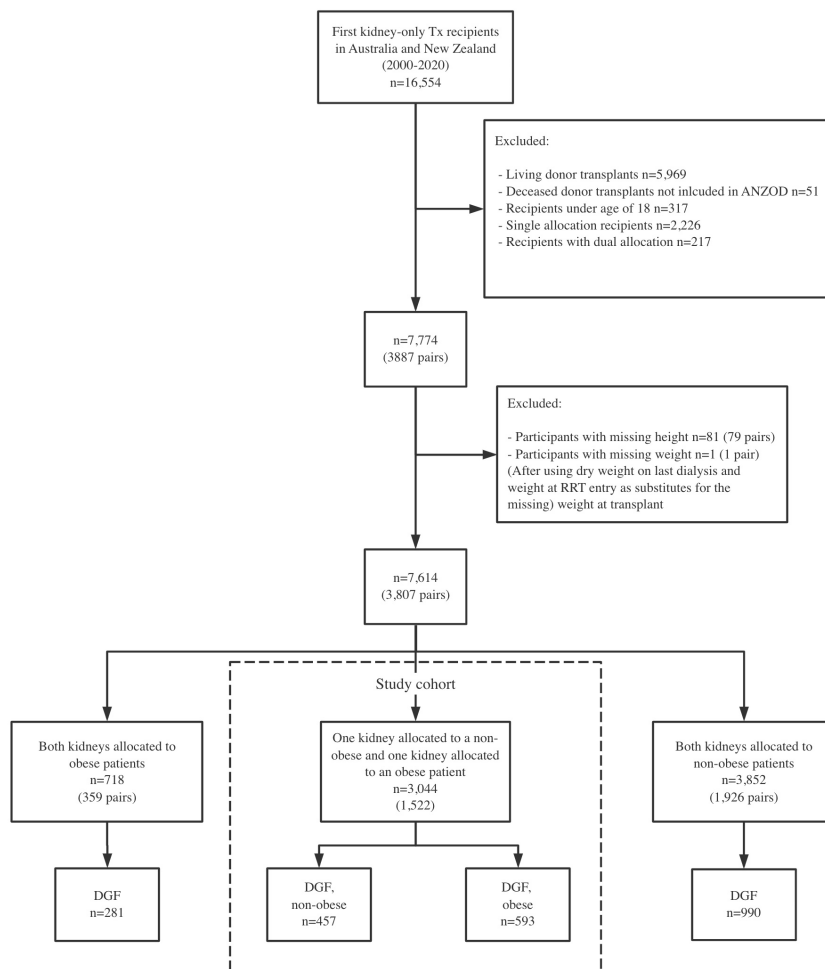 First kidney-only Tx recipients
in Australia and New Zealand
(2000-2020)
n=16,554
Excluded:
- Living donor transplants n=5,969
- Deceased donor transplants not inlcuded in ANZOD n=51
- Recipients under age of 18 n=317
- Single allocation recipients n=2,226
- Recipients with dual allocation n=217
n=7,774
(3887 pairs)
Excluded:
- Participants with missing height n=81 (79 pairs)
- Participants with missing weight n=1 (1 pair)
(After using dry weight on last dialysis and
weight at RRT entry as substitutes for the
missing) weight at transplant
n=7,614
(3,807 pairs)
Study cohort
Both kidneys allocated to
obese patients
n=718
(359 pairs)
One kidney allocated to a non-
obese and one kidney allocated
to an obese patient
n=3,044
(1,522)
Both kidneys allocated to
non-obese patients
n=3,852
(1,926 pairs)
DGF
n=281
DGF,
non-obese
n=457
DGF,
obese
n=593
DGF
n=990